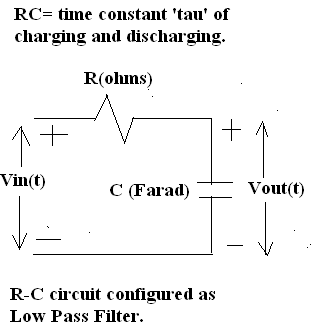 RC= time constant 'tau' of
charging and discharging.
R(ohms)
+ +
Vin(t) C (Farad) Vout(t)
— -
R-C circuit configured as
Low Pass Filter.